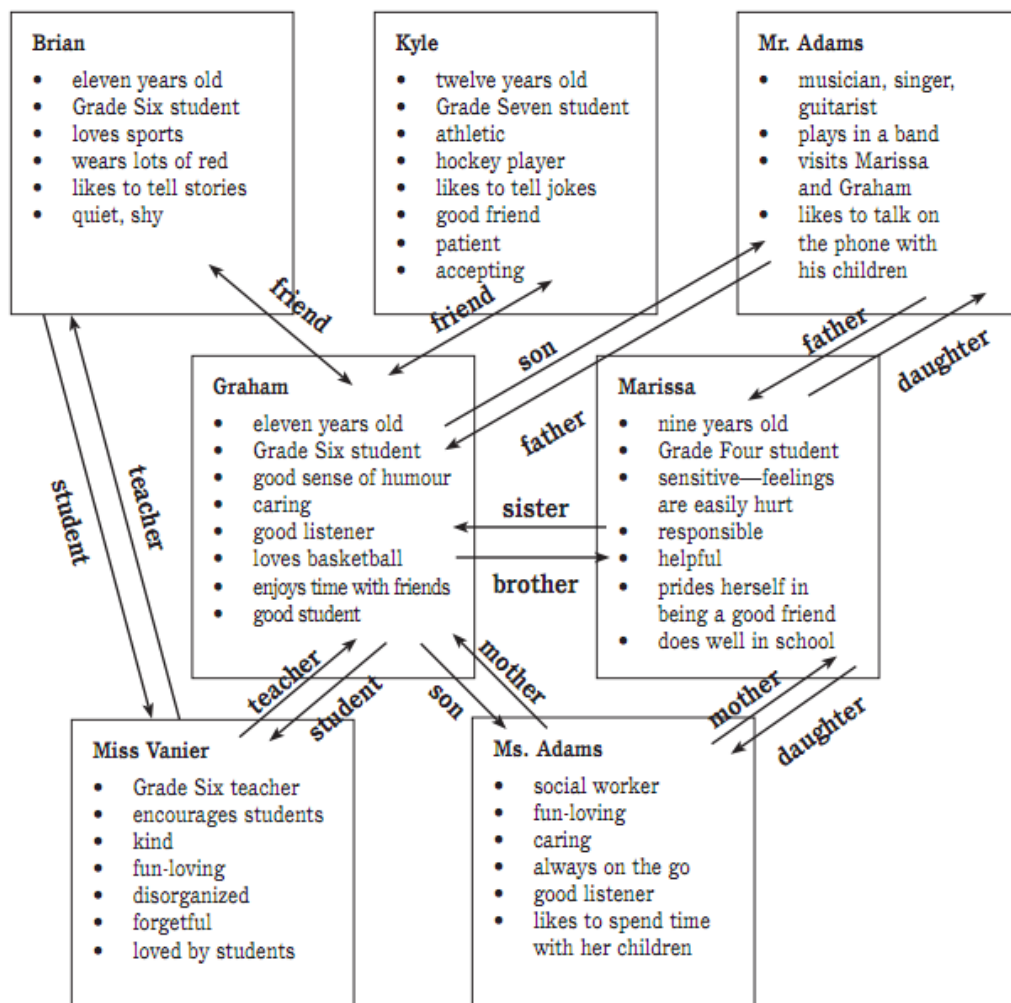 Brian
• eleven years old
• Grade Six student
• loves sports
• wears lots of red
• likes to tell stories
• quiet, shy
Kyle
• twelve years old
• Grade Seven student
• athletic
• hockey player
• likes to tell jokes
• good friend
• patient
• accepting
Mr. Adams
• musician, singer,
guitarist
• plays in a band
• visits Marissa
and Graham
• likes to talk on
the phone with
his children
friend
friend
son
father
father
daughter
student
teacher
Graham
• eleven years old
• Grade Six student
• good sense of humour
• caring
• good listener
• loves basketball
• enjoys time with friends
• good student
sister
brother
Marissa
• nine years old
• Grade Four student
• sensitive—feelings
are easily hurt
• responsible
• helpful
• prides herself in
being a good friend
• does well in school
teacher
student
son
mother
mother
daughter
Miss Vanier
• Grade Six teacher
• encourages students
• kind
• fun-loving
• disorganized
• forgetful
• loved by students
Ms. Adams
• social worker
• fun-loving
• caring
• always on the go
• good listener
• likes to spend time
with her children